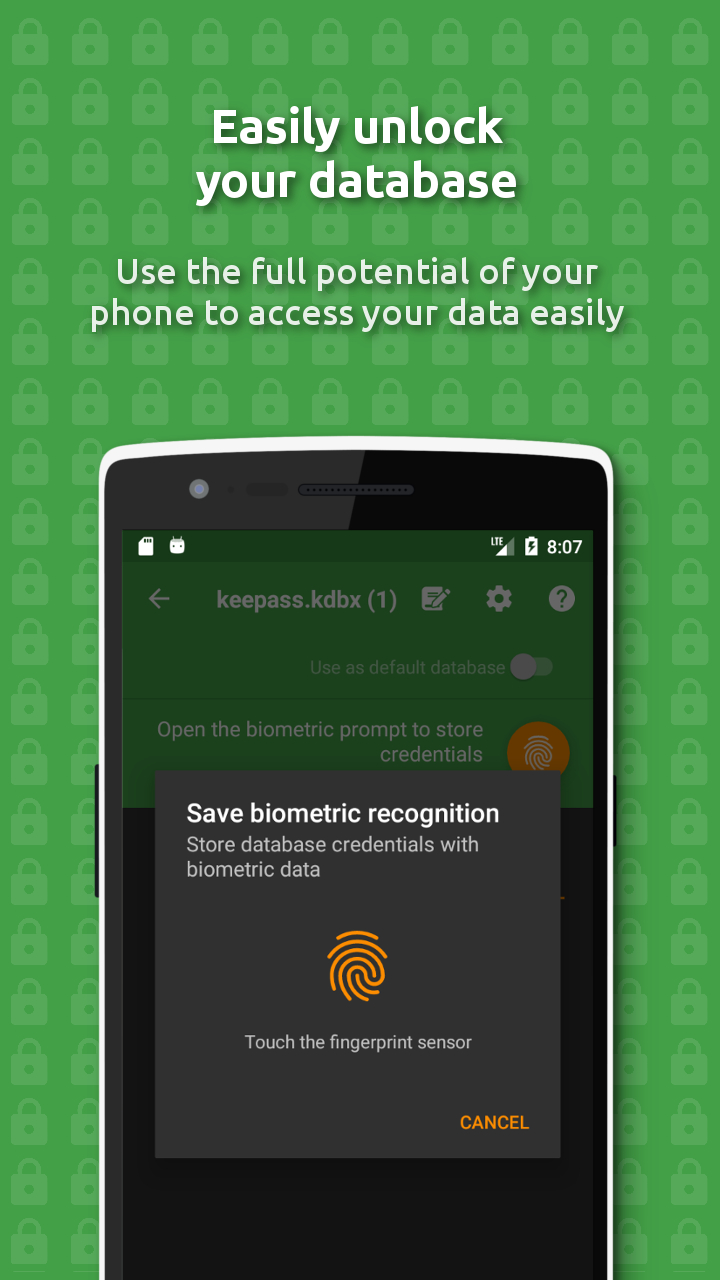 Easily unlock
your database
Use the full potential of your
phone to access your data easily
LTE 8:07
keepass.kdbx (1)
Use as default database
Open the biometric prompt to store
credentials
Save biometric recognition
Store database credentials with
biometric data
Touch the fingerprint sensor
CANCEL